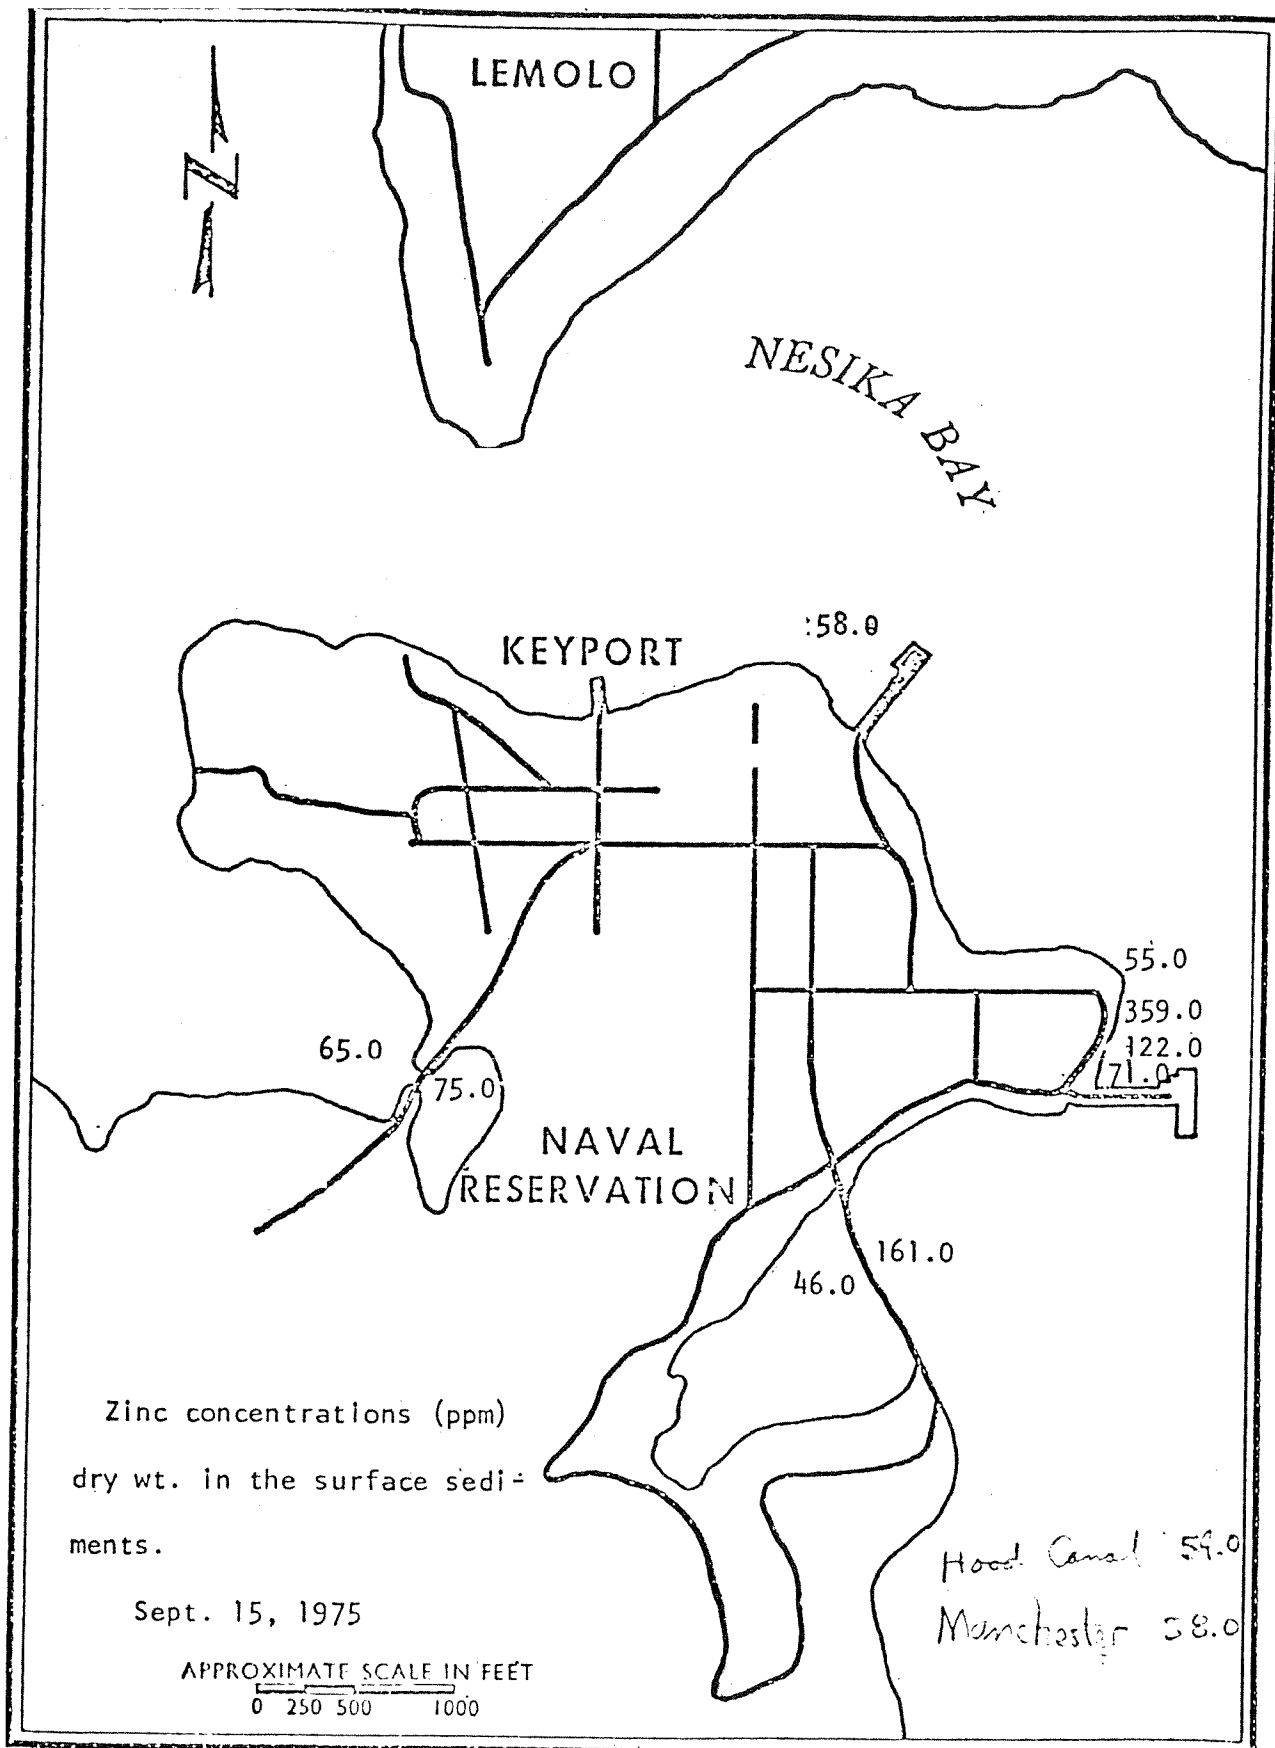 LEMOLO
N
NESIKA BAY
58.0
KEYPORT
55.0
359.0
122.0
71.0
65.0
75.0
NAVAL
RESERVATION
161.0
46.0
Zinc concentrations (ppm)
dry wt. in the surface sedi-
ments.
Sept. 15, 1975
Hood Canal 59.0
Manchester 58.0
APPROXIMATE SCALE IN FEET
0 250 500 1000